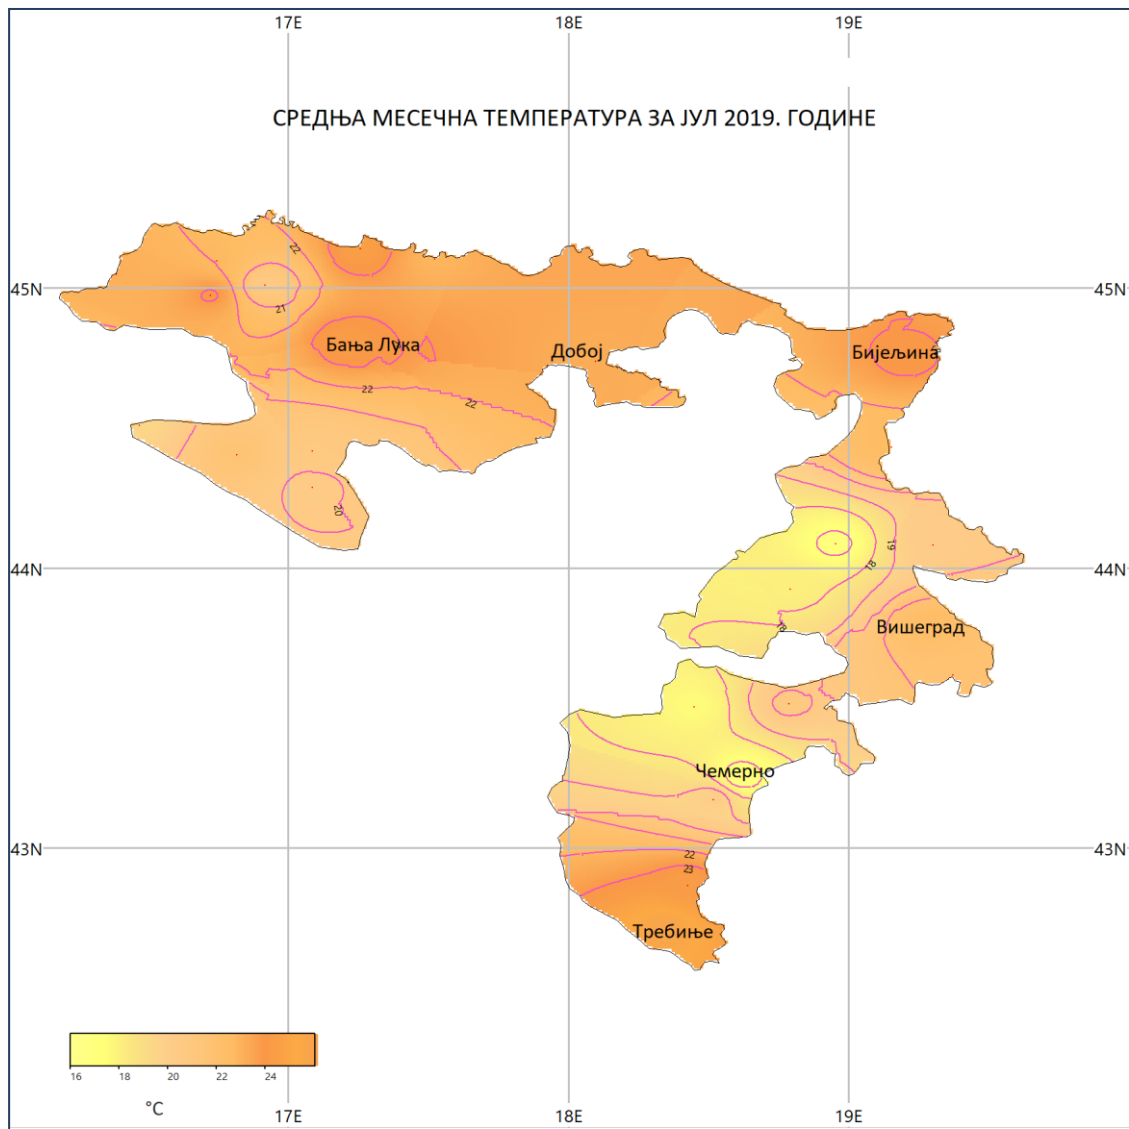 17E 18E 19E
СРЕДЊА МЕСЕЧНА ТЕМПЕРАТУРА ЗА ЈУЛ 2019. ГОДИНЕ
22
45N 45N
21
Бања Лука Добој Бијељина
22
22
20
19
18
44N 44N
18
Вишеград
Чемерно
43N 22 43N
23
Требиње
16 18 20 22 24
°C
17E 18E 19E